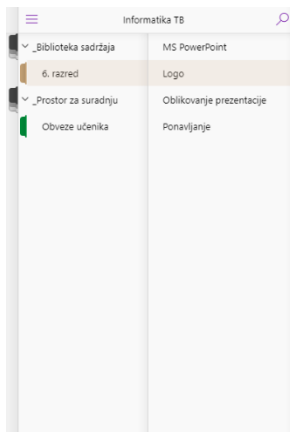 Informatika TB
_Biblioteka sadržaja
6. razred
_Prostor za suradnju
Obveze učenika
MS PowerPoint
Logo
Oblikovanje prezentacije
Ponavljanje